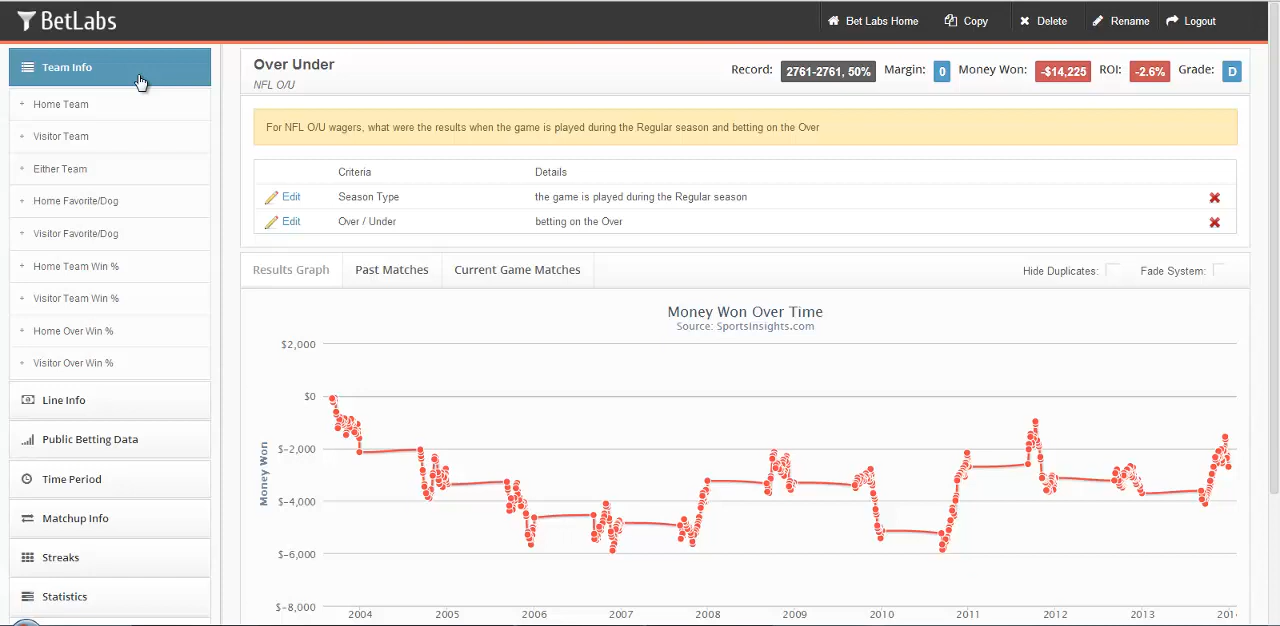 BetLabs
Bet Labs Home Copy Delete Rename Logout
Team Info
Home Team
Visitor Team
Either Team
Home Favorite/Dog
Visitor Favorite/Dog
Home Team Win %
Visitor Team Win %
Home Over Win %
Visitor Over Win %
Line Info
Public Betting Data
Time Period
Matchup Info
Streaks
Statistics
Over Under
NFL O/U
Record: 2761-2761, 50% Margin: 0 Money Won: -$14,225 ROI: -2.6% Grade: D
For NFL O/U wagers, what were the results when the game is played during the Regular season and betting on the Over
Criteria Details
Edit Season Type the game is played during the Regular season
Edit Over / Under betting on the Over
Results Graph Past Matches Current Game Matches Hide Duplicates: Fade System:
Money Won Over Time
Source: SportsInsights.com
Money Won
$2,000
$0
$-2,000
$-4,000
$-6,000
$-8,000
2004 2005 2006 2007 2008 2009 2010 2011 2012 2013